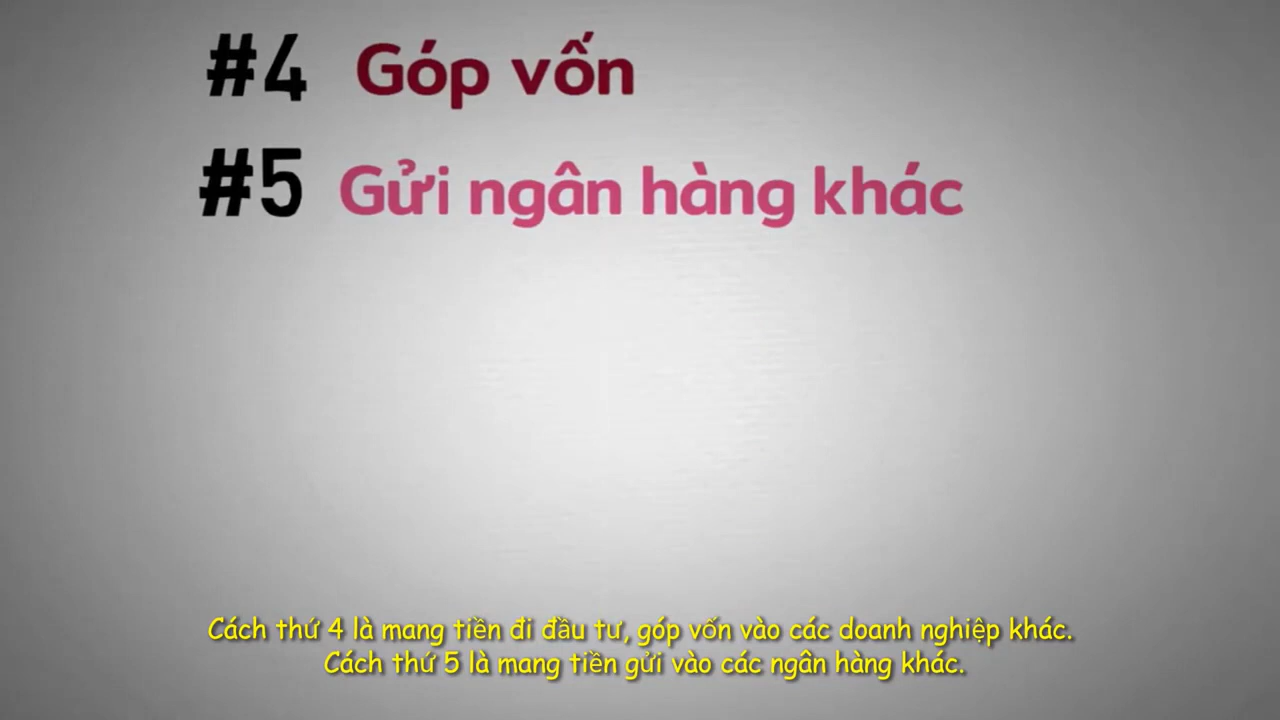 #4 Góp vốn
#5 Gửi ngân hàng khác
Cách thứ 4 là mang tiền đi đầu tư, góp vốn vào các doanh nghiệp khác.
Cách thứ 5 là mang tiền gửi vào các ngân hàng khác.